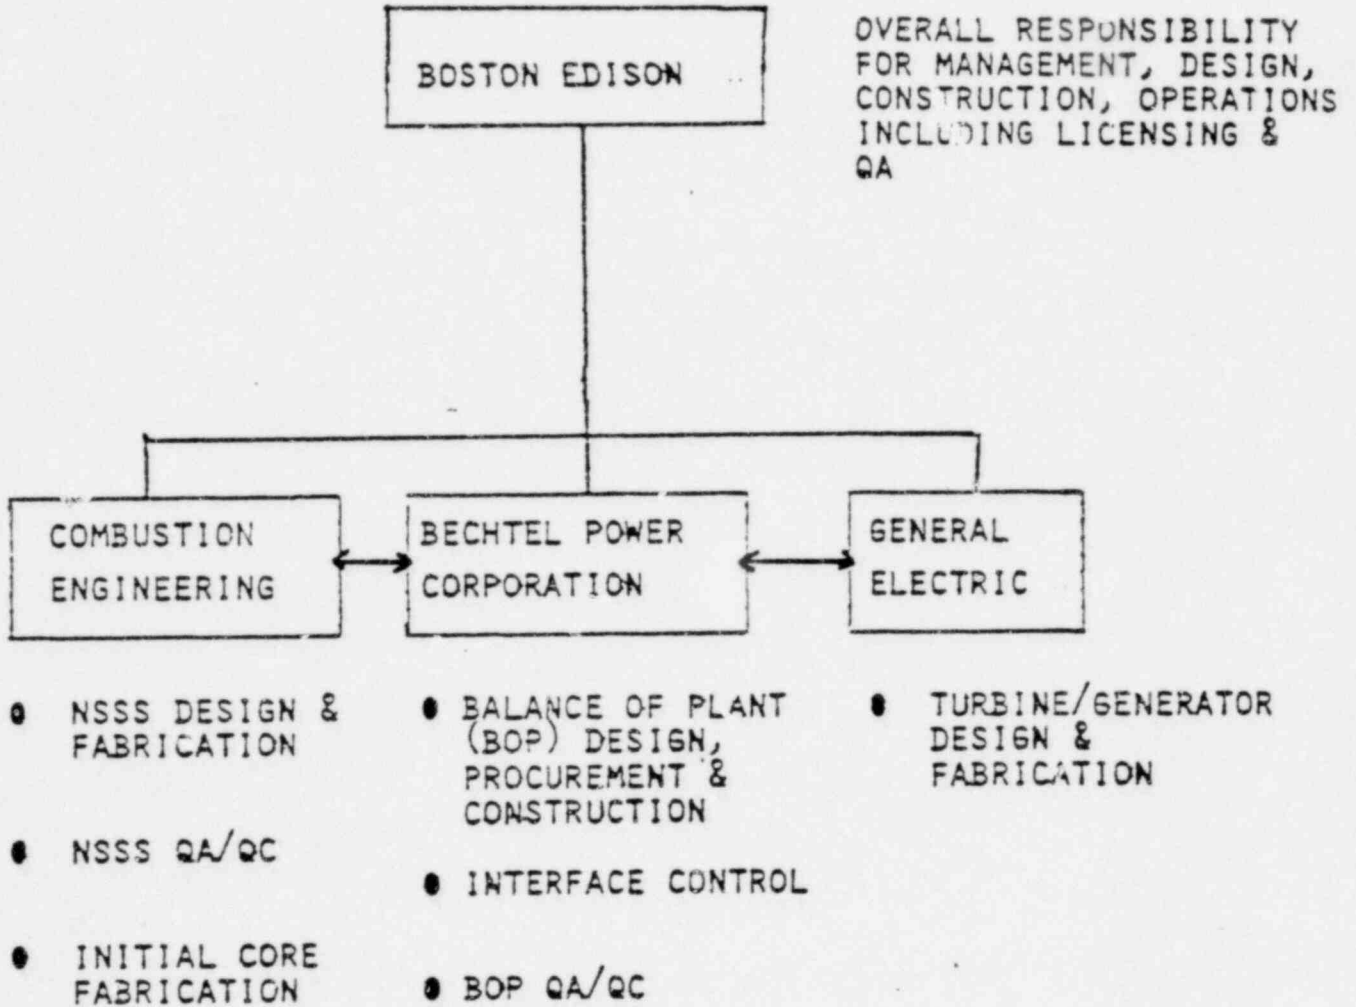 BOSTON EDISON
OVERALL RESPONSIBILITY
FOR MANAGEMENT, DESIGN,
CONSTRUCTION, OPERATIONS
INCLUDING LICENSING &
QA
COMBUSTION
ENGINEERING
BECHTEL POWER
CORPORATION
GENERAL
ELECTRIC
● NSSS DESIGN &
FABRICATION
● NSSS QA/QC
● INITIAL CORE
FABRICATION
● BALANCE OF PLANT
(BOP) DESIGN,
PROCUREMENT &
CONSTRUCTION
● INTERFACE CONTROL
● BOP QA/QC
● TURBINE/GENERATOR
DESIGN &
FABRICATION